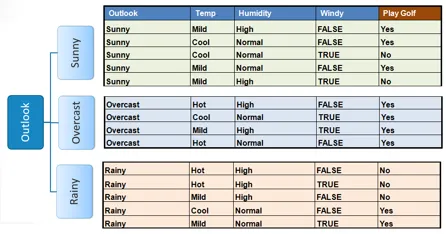 Outlook Temp Humidity Windy Play Golf
Sunny Mild High FALSE Yes
Sunny Cool Normal FALSE Yes
Sunny Cool Normal TRUE No
Sunny Mild Normal FALSE Yes
Sunny Mild High TRUE No
Sunny
Outlook
Overcast
Overcast Hot High FALSE Yes
Overcast Cool Normal TRUE Yes
Overcast Mild High TRUE Yes
Overcast Hot Normal FALSE Yes
Rainy
Rainy Hot High FALSE No
Rainy Hot High TRUE No
Rainy Mild High FALSE No
Rainy Cool Normal FALSE Yes
Rainy Mild Normal TRUE Yes